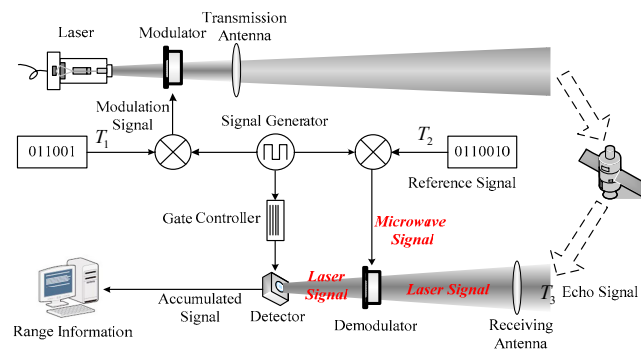 Laser
Modulator
Transmission
Antenna
Modulation
Signal
Signal Generator
011001
T1
T2
0110010
Reference Signal
Gate Controller
Microwave
Signal
Laser
Signal
Laser Signal
T3
Echo Signal
Accumulated
Signal
Detector
Demodulator
Receiving
Antenna
Range Information